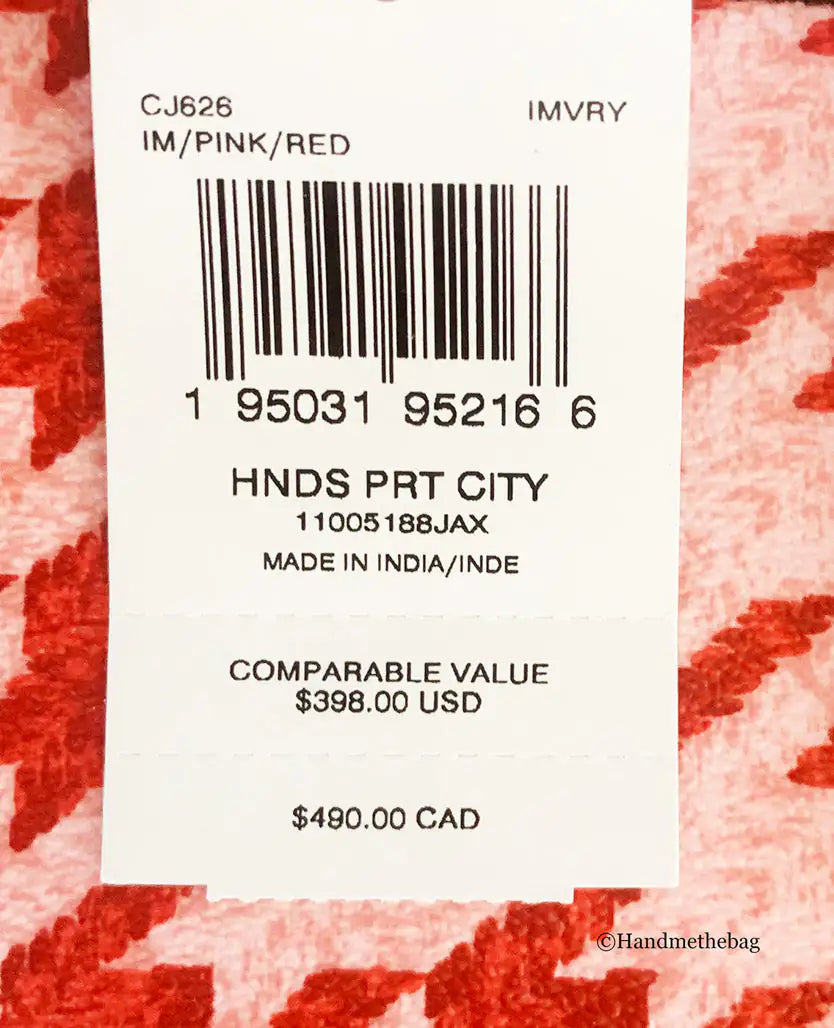 CJ626 IMVRY
IM/PINK/RED
1 95031 95216 6
HNDS PRT CITY
11005188JAX
MADE IN INDIA/INDE
COMPARABLE VALUE
$398.00 USD
$490.00 CAD
©Handmethebag